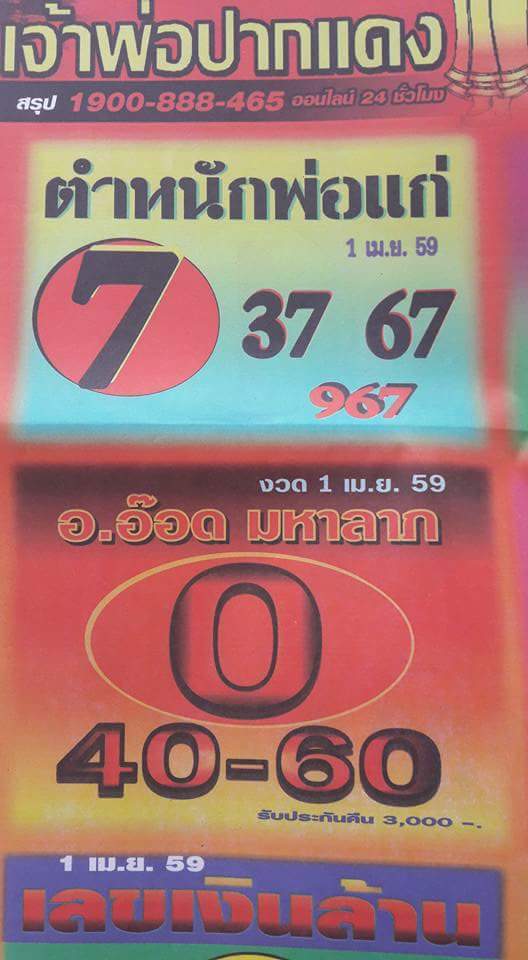 เจ้าพ่อปากแดง
สรุป 1900-888-465 ออนไลน์ 24 ชั่วโมง
ตำหนักพ่อแก่
1 เม.ย. 59
7 37 67
967
งวด 1 เม.ย. 59
อ.อ๊อด มหาลาภ
0
40-60
รับประกันคืน 3,000 -.
1 เม.ย. 59
เลขเงินล้าน